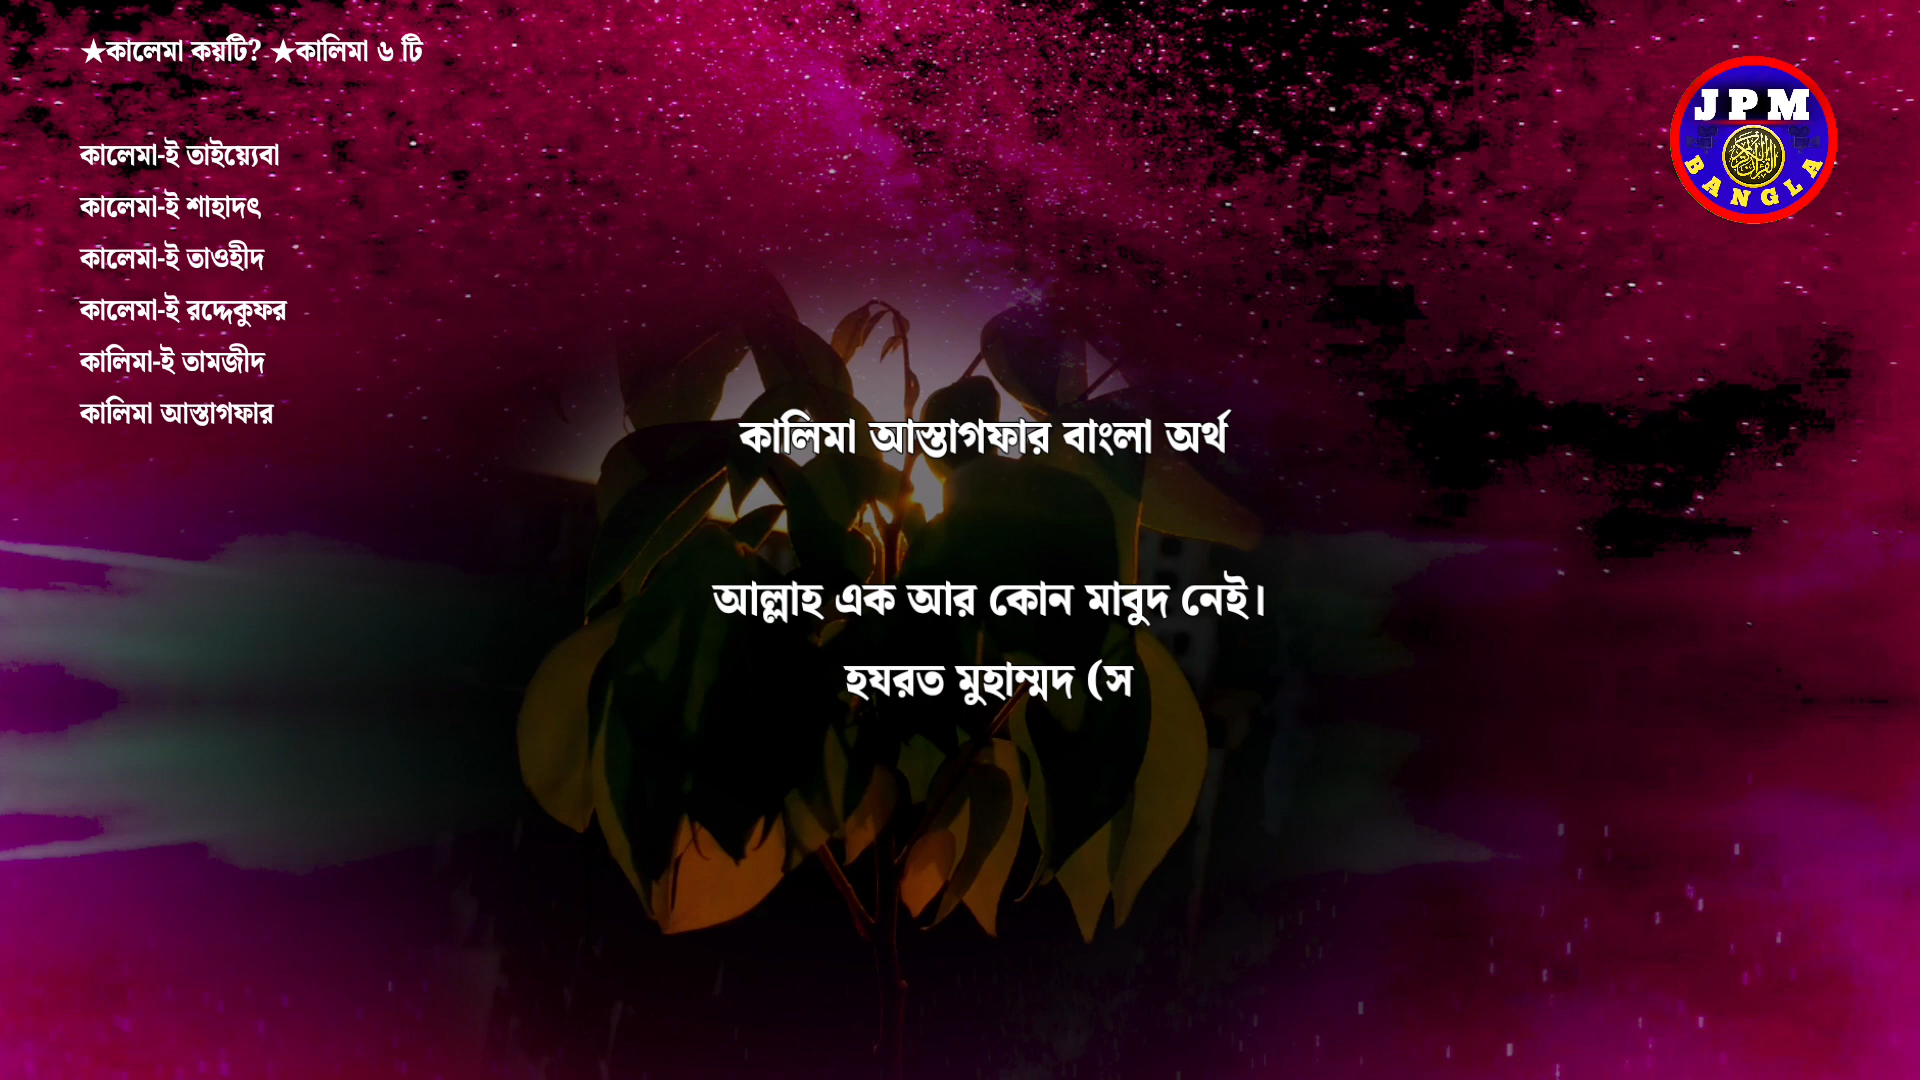 ★কালেমা কয়টি? ★কালিমা ৬ টি
কালেমা-ই তাইয়্যেবা
কালেমা-ই শাহাদৎ
কালেমা-ই তাওহীদ
কালেমা-ই রদ্দেকুফর
কালিমা-ই তামজীদ
কালিমা আস্তাগফার
JPM
BANGLA
কালিমা আস্তাগফার বাংলা অর্থ
আল্লাহ এক আর কোন মাবুদ নেই।
হযরত মুহাম্মদ (স